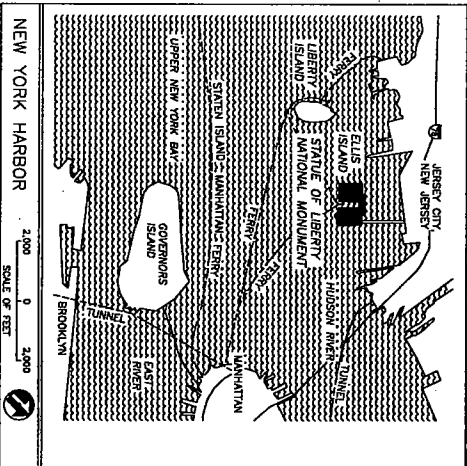 78
JERSEY CITY
NEW JERSEY
FERRY
LIBERTY
ISLAND
ELLIS
ISLAND
STATUE OF LIBERTY
NATIONAL MONUMENT
HUDSON RIVER
TUNNEL
FERRY
FERRY
STATEN ISLAND - MANHATTAN FERRY
UPPER NEW YORK BAY
MANHATTAN
GOVERNORS
ISLAND
EAST
RIVER
TUNNEL
BROOKLYN
NEW YORK HARBOR
2,000 0 2,000
SCALE OF FEET